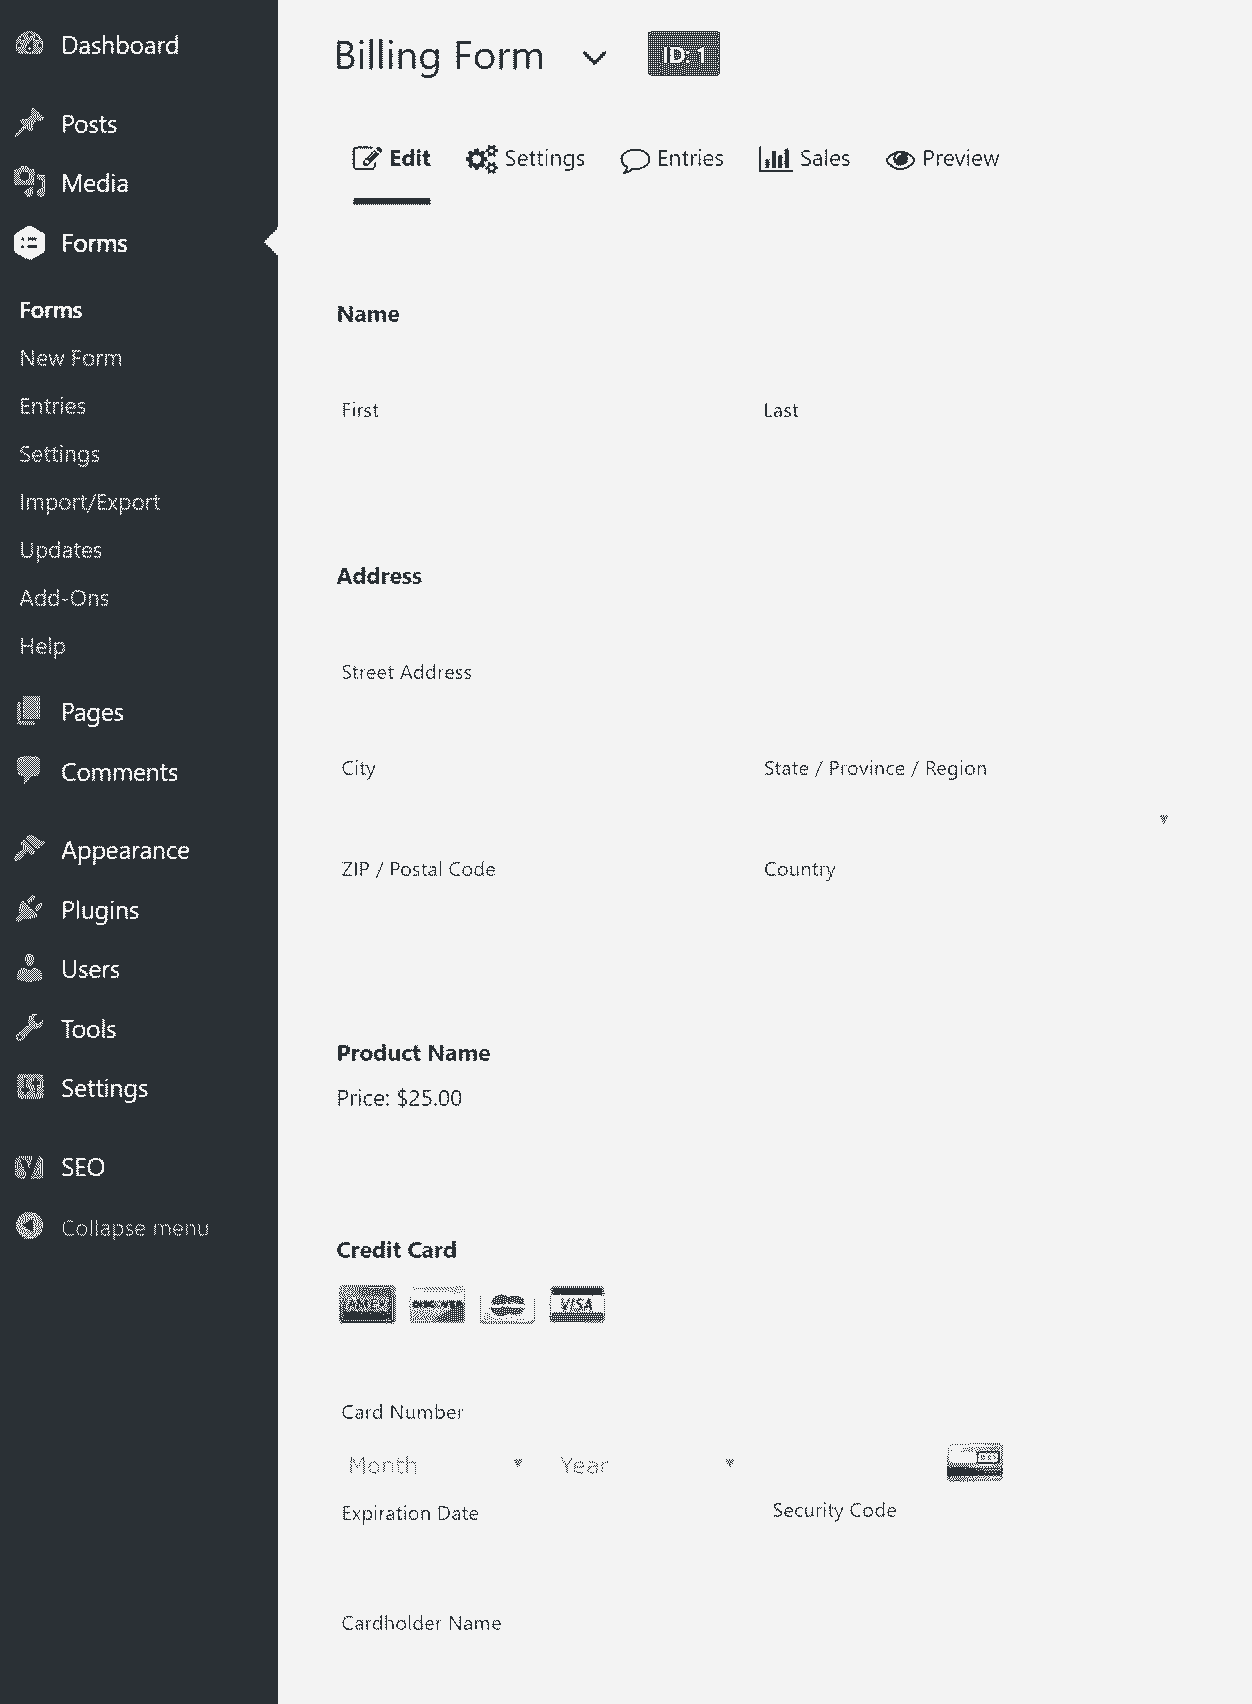 Dashboard
Posts
Media
Forms
Forms
New Form
Entries
Settings
Import/Export
Updates
Add-Ons
Help
Pages
Comments
Appearance
Plugins
Users
Tools
Settings
SEO
Collapse menu
Billing Form ID: 1
Edit Settings Entries Sales Preview
Name
First Last
Address
Street Address
City State / Province / Region
ZIP / Postal Code Country
Product Name
Price: $25.00
Credit Card
DISCOVER VISA
Card Number
Month Year
Expiration Date Security Code
Cardholder Name